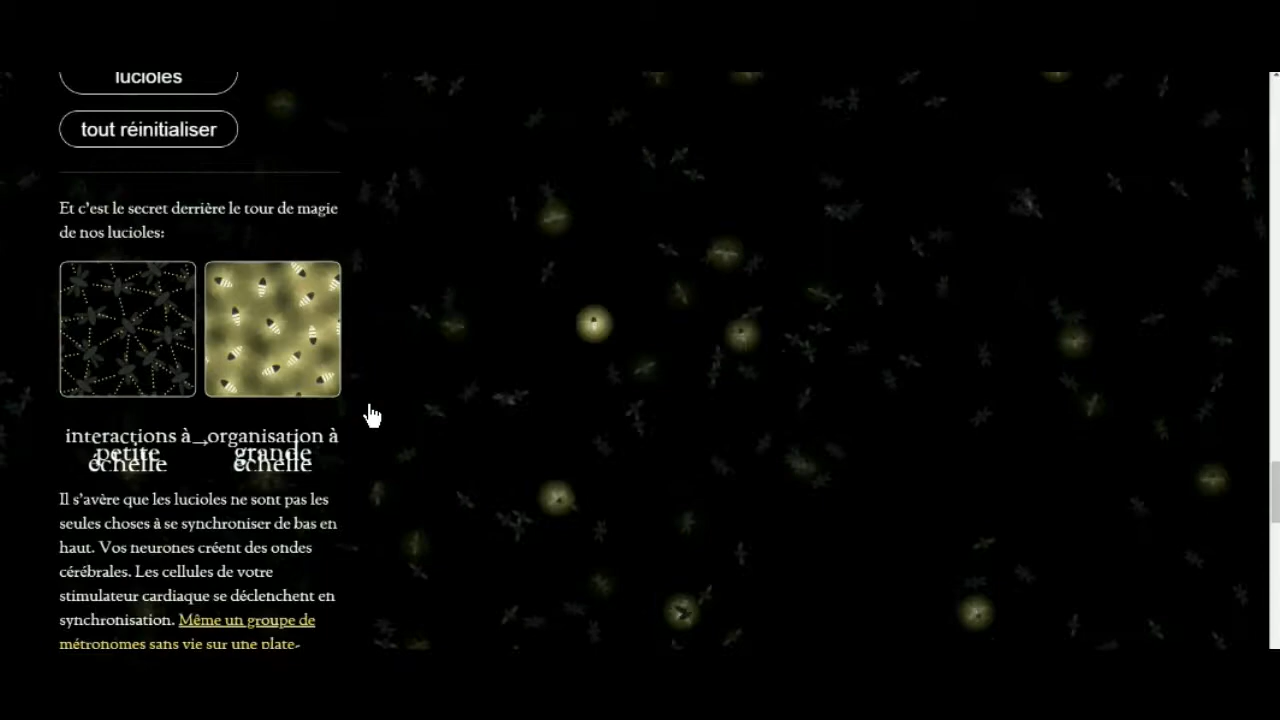 lucioles
tout réinitialiser
Et c'est le secret derrière le tour de magie
de nos lucioles:
interactions à → organisation à
petite grande
échelle échelle
Il s'avère que les lucioles ne sont pas les
seules choses à se synchroniser de bas en
haut. Vos neurones créent des ondes
cérébrales. Les cellules de votre
stimulateur cardiaque se déclenchent en
synchronisation. Même un groupe de
métronomes sans vie sur une plate-